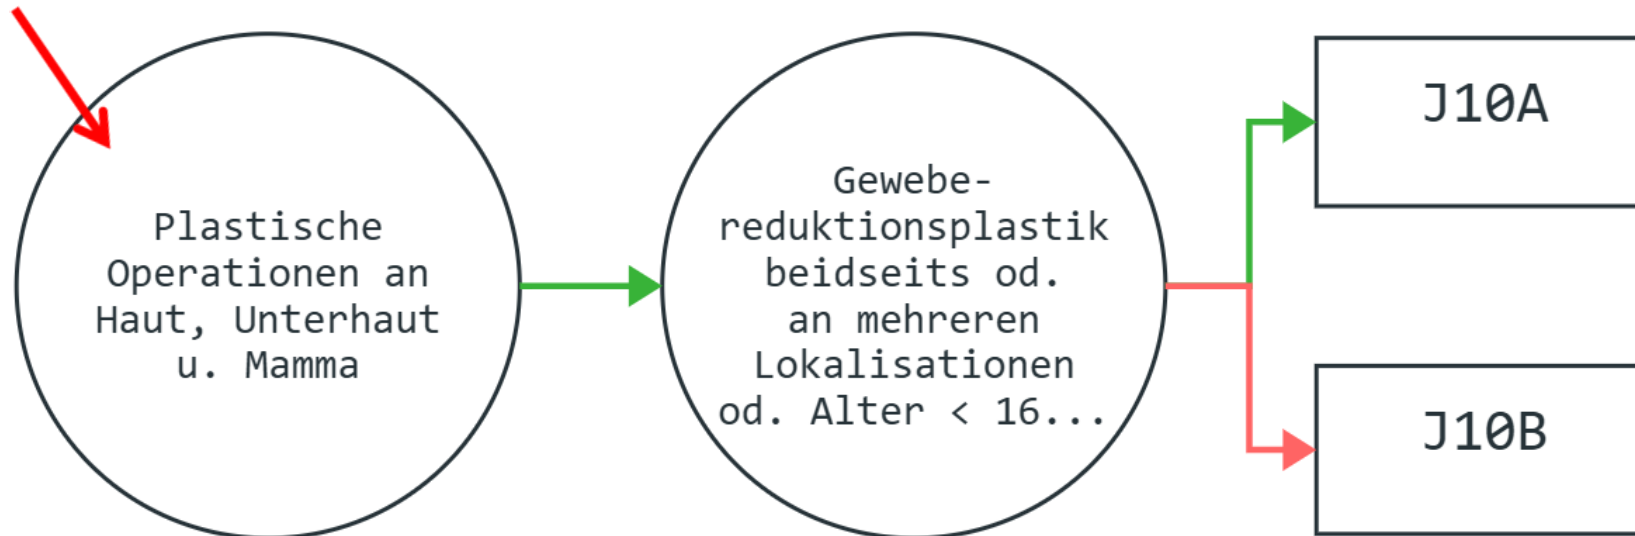 Plastische
Operationen an
Haut, Unterhaut
u. Mamma
Gewebe-
reduktionsplastik
beidseits od.
an mehreren
Lokalisationen
od. Alter < 16...
J10A
J10B